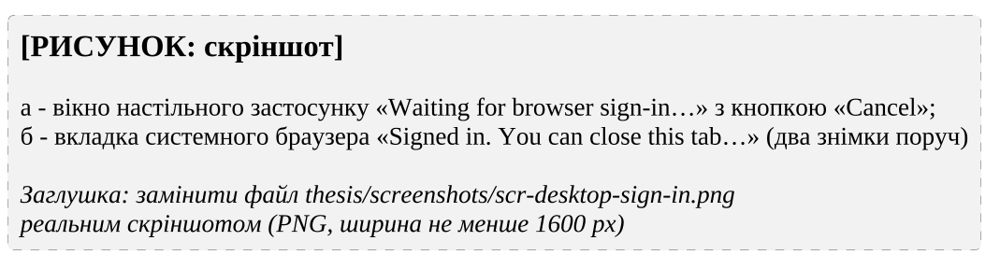 [РИСУНОК: скріншот]
а - вікно настільного застосунку «Waiting for browser sign-in…» з кнопкою «Cancel»;
б - вкладка системного браузера «Signed in. You can close this tab…» (два знімки поруч)
Заглушка: замінити файл thesis/screenshots/scr-desktop-sign-in.png
реальним скріншотом (PNG, ширина не менше 1600 px)